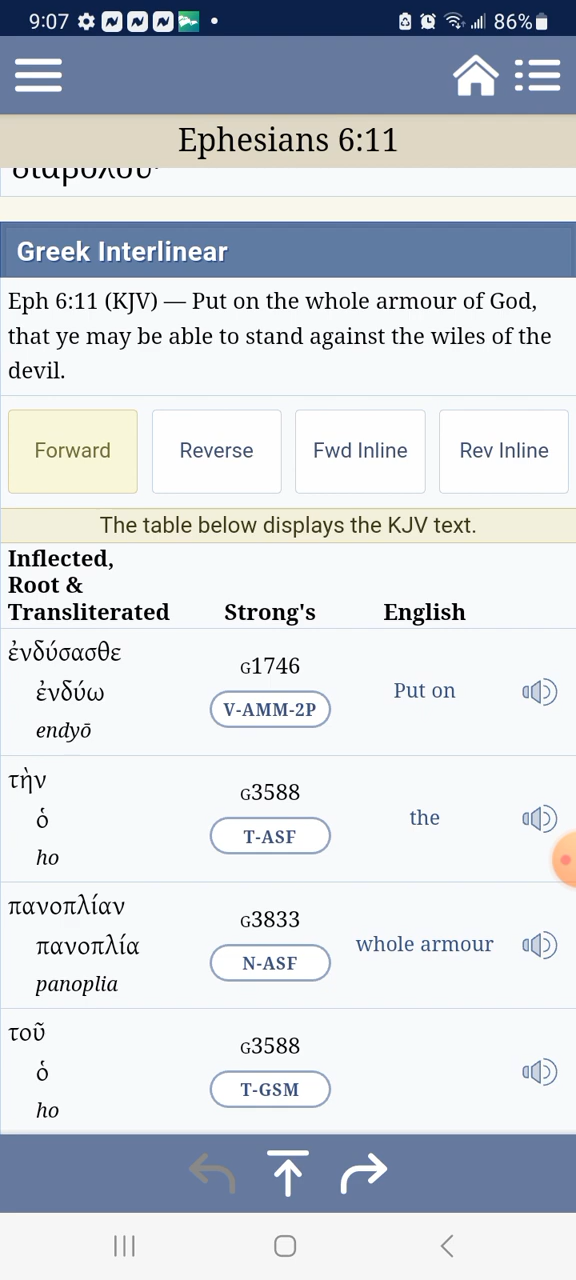 9:07 86%
Ephesians 6:11
διαβόλου·
Greek Interlinear
Eph 6:11 (KJV) — Put on the whole armour of God,
that ye may be able to stand against the wiles of the
devil.
Forward Reverse Fwd Inline Rev Inline
The table below displays the KJV text.
Inflected,
Root &
Transliterated Strong's English
ἐνδύσασθε
G1746
ἐνδύω
Put on
V-AMM-2P
endyō
τὴν
G3588
ὁ
the
T-ASF
ho
πανοπλίαν
G3833
πανοπλία
whole armour
N-ASF
panoplia
τοῦ
G3588
ὁ
T-GSM
ho